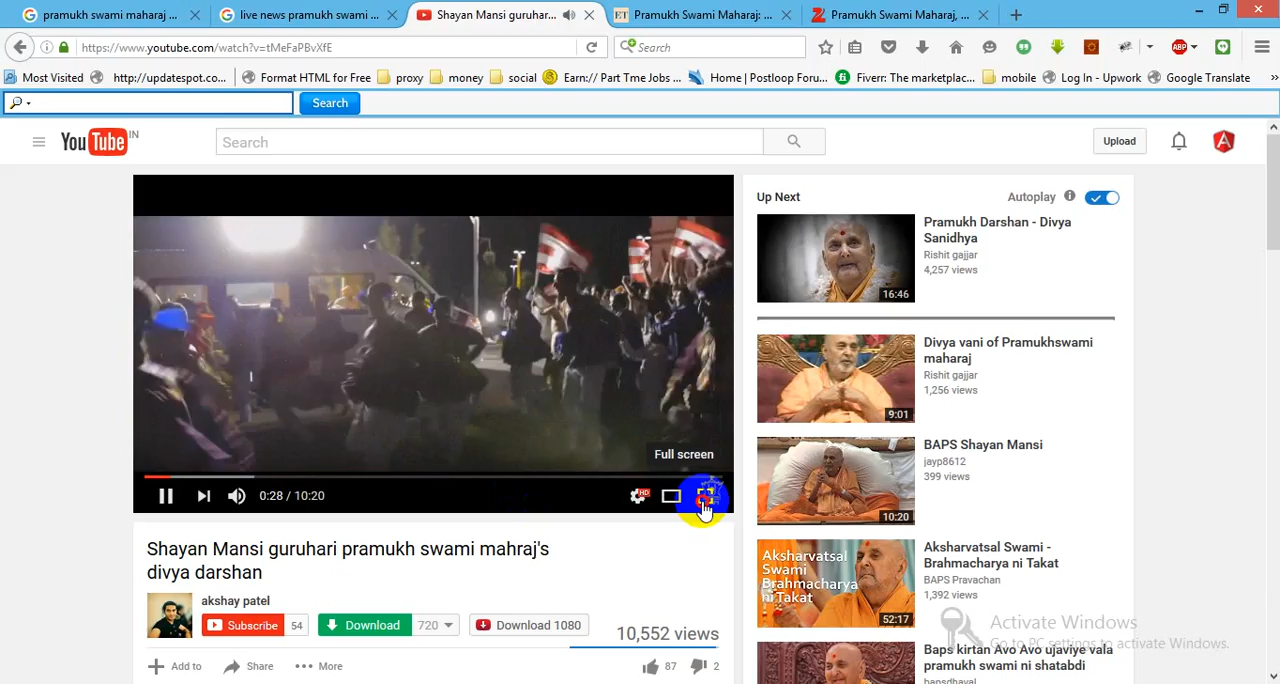 pramukh swami maharaj ...
live news pramukh swami ...
Shayan Mansi guruhar...
ET Pramukh Swami Maharaj: ...
Z Pramukh Swami Maharaj, ...
https://www.youtube.com/watch?v=tMeFaPBvXfE
Search
ABP
Most Visited
http://updatespot.co...
Format HTML for Free
proxy
money
social
Earn:// Part Tme Jobs ...
Home | Postloop Foru...
Fiverr: The marketplac...
mobile
Log In - Upwork
Google Translate
Search
YouTube IN
Search
Upload
Full screen
0:28 / 10:20
HD
Shayan Mansi guruhari pramukh swami mahraj's
divya darshan
akshay patel
Subscribe 54
Download 720
Download 1080
10,552 views
Add to
Share
More
87
2
Up Next
Autoplay
Pramukh Darshan - Divya
Sanidhya
Rishit gajjar
4,257 views
16:46
Divya vani of Pramukhswami
maharaj
Rishit gajjar
1,256 views
9:01
BAPS Shayan Mansi
jayp8612
399 views
10:20
Aksharvatsal
Swami
Brahmacharya
ni Takat
Aksharvatsal Swami -
Brahmacharya ni Takat
BAPS Pravachan
1,392 views
52:17
Baps kirtan Avo Avo ujaviye vala
pramukh swami ni shatabdi
bapsdhaval
Activate Windows
Go to PC settings to activate Windows.